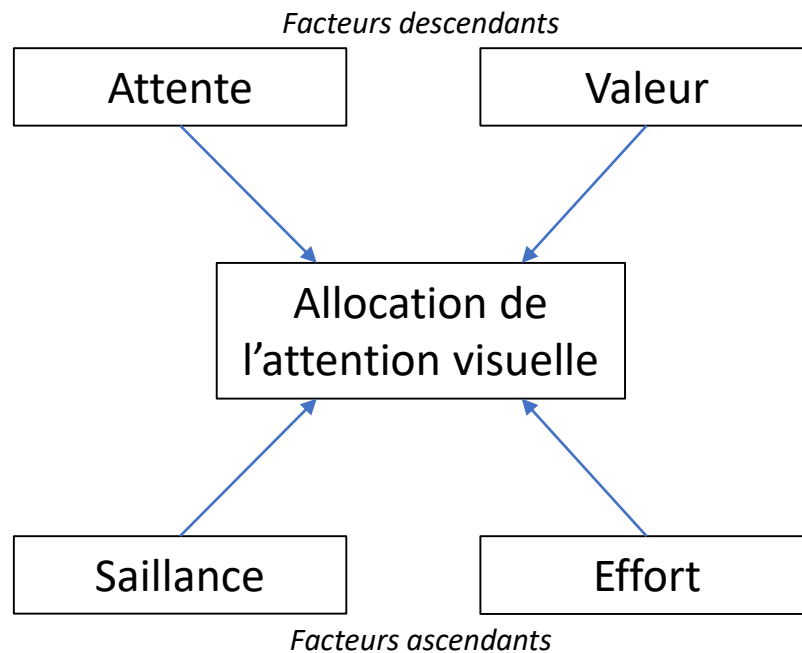 Facteurs descendants
Attente
Valeur
Allocation de
l’attention visuelle
Saillance
Effort
Facteurs ascendants